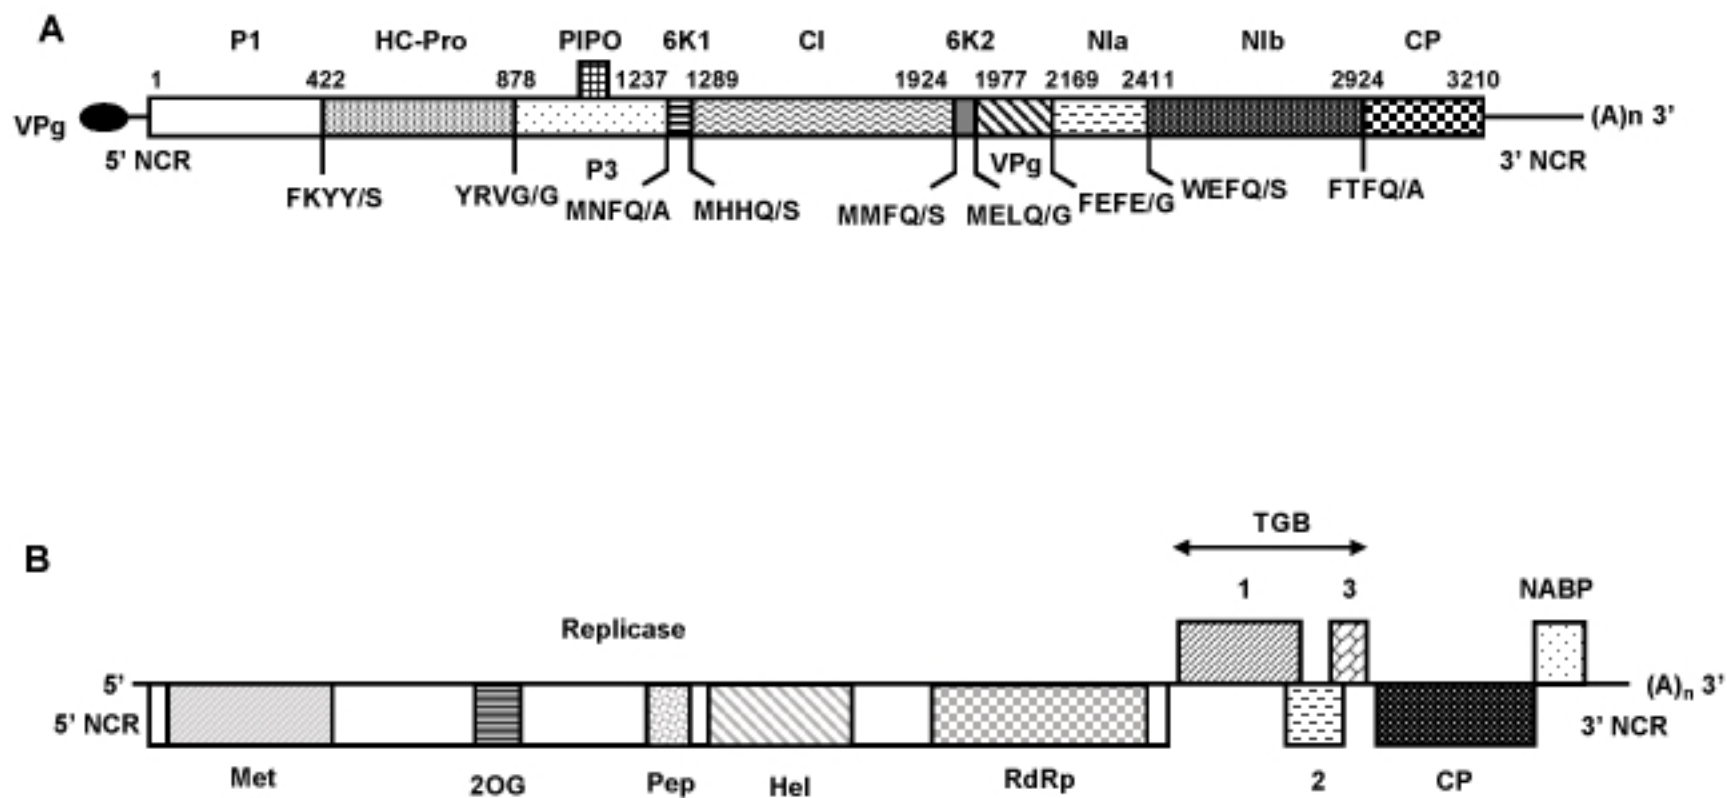 A
P1 HC-Pro PIPO 6K1 CI 6K2 NIa NIb CP
1 422 878 1237 1289 1924 1977 2169 2411 2924 3210
VPg (A)n 3’
5’ NCR P3 VPg 3’ NCR
FKYY/S YRVG/G MNFQ/A MHHQ/S MMFQ/S MELQ/G FEFE/G WEFQ/S FTFQ/A
TGB
B
1 3 NABP
Replicase
5’ (A)n 3’
5’ NCR 3’ NCR
Met 2OG Pep Hel RdRp 2 CP